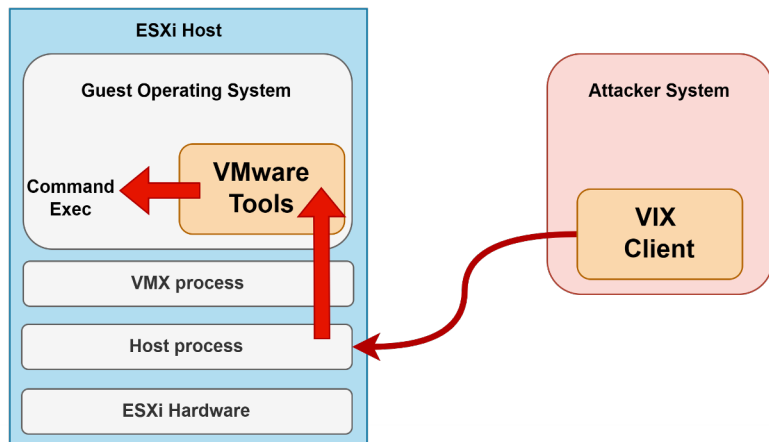 ESXi Host
Guest Operating System
VMware
Tools
Command
Exec
VMX process
Host process
ESXi Hardware
Attacker System
VIX
Client